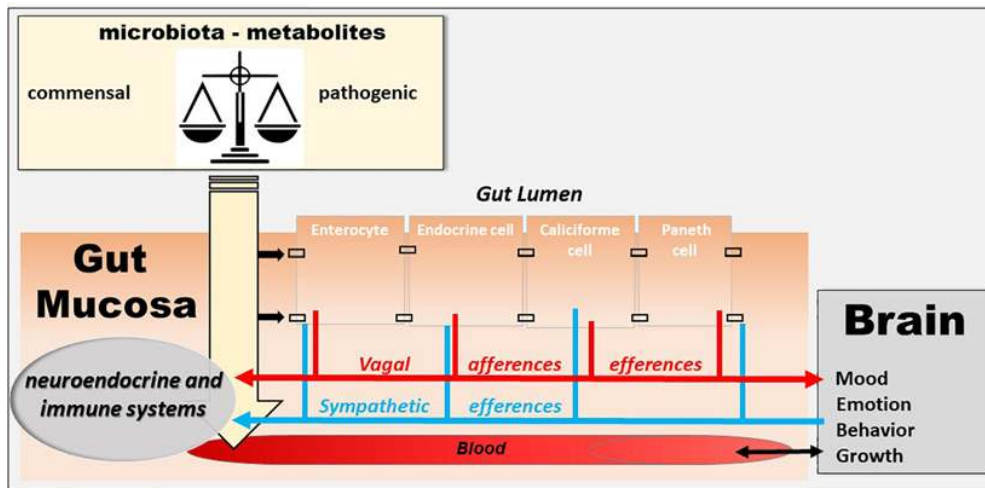 microbiota - metabolites
commensal
pathogenic
Gut Lumen
Enterocyte
Endocrine cell
Caliciforme
cell
Paneth
cell
Gut
Mucosa
Brain
Vagal afferences efferences
neuroendocrine and
immune systems
Sympathetic efferences
Mood
Emotion
Behavior
Growth
Blood